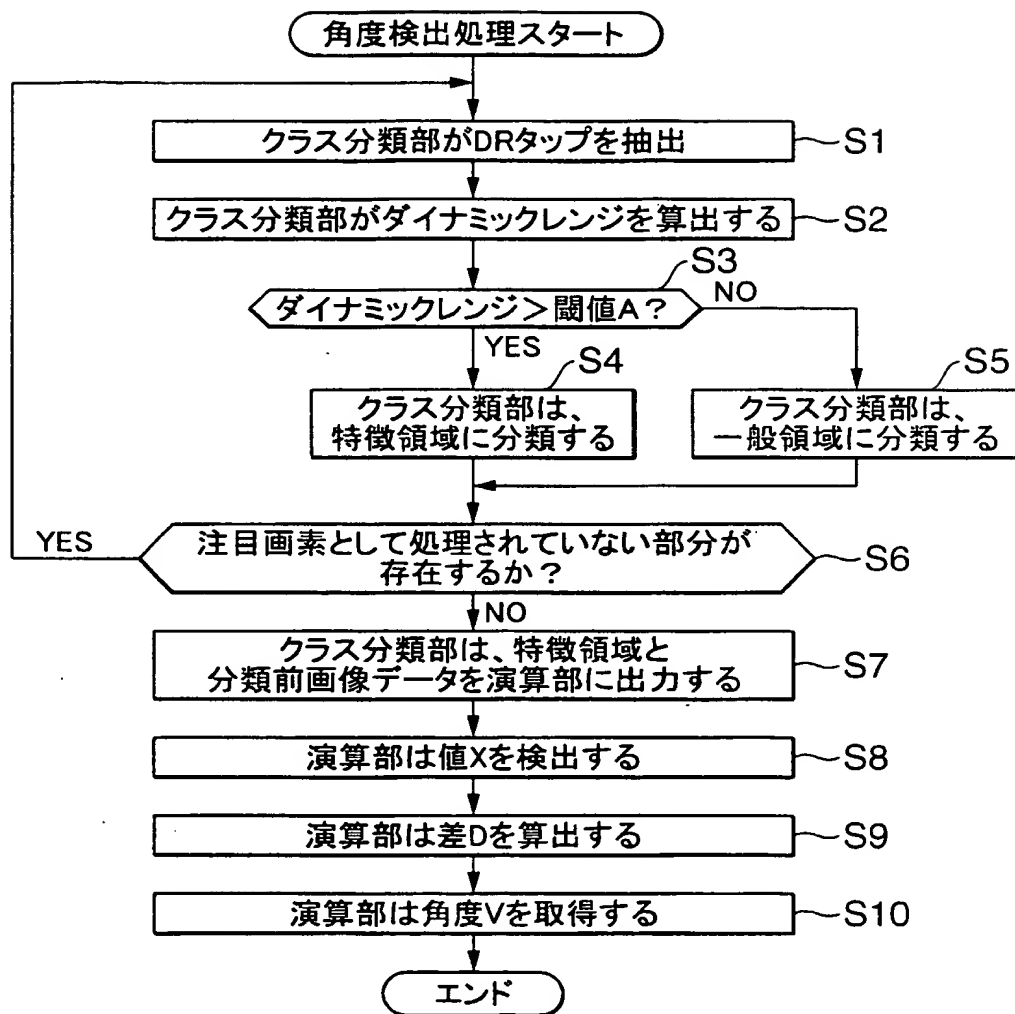 角度検出処理スタート
クラス分類部がDRタップを抽出
S1
クラス分類部がダイナミックレンジを算出する
S2
S3
ダイナミックレンジ＞閾値A？
NO
YES
S4
S5
クラス分類部は、
特徴領域に分類する
クラス分類部は、
一般領域に分類する
YES
注目画素として処理されていない部分が
存在するか？
S6
NO
クラス分類部は、特徴領域と
分類前画像データを演算部に出力する
S7
演算部は値Xを検出する
S8
演算部は差Dを算出する
S9
演算部は角度Vを取得する
S10
エンド